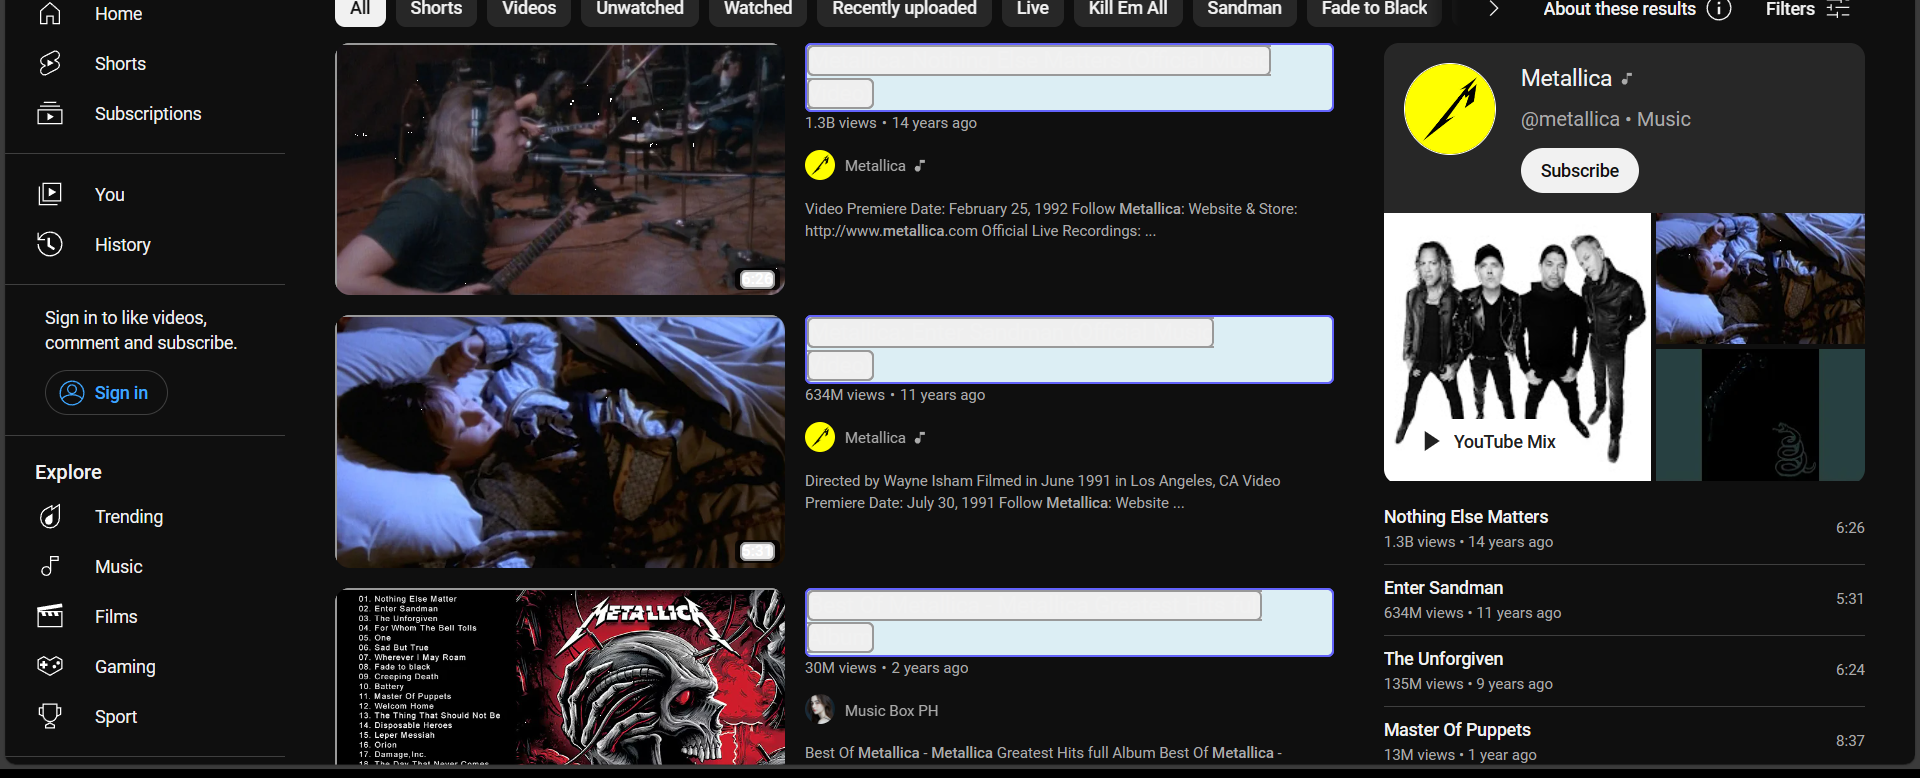 Home
Shorts
Subscriptions
You
History
Sign in to like videos,
comment and subscribe.
Sign in
Explore
Trending
Music
Films
Gaming
Sport
All
Shorts
Videos
Unwatched
Watched
Recently uploaded
Live
Kill Em All
Sandman
Fade to Black
About these results
Filters
1.3B views • 14 years ago
Metallica
Video Premiere Date: February 25, 1992 Follow Metallica: Website & Store:
http://www.metallica.com Official Live Recordings: ...
634M views • 11 years ago
Metallica
Directed by Wayne Isham Filmed in June 1991 in Los Angeles, CA Video
Premiere Date: July 30, 1991 Follow Metallica: Website ...
01. Nothing Else Matter
02. Enter Sandman
03. The Unforgiven
04. For Whom The Bell Tolls
05. One
06. Sad But True
07. Wherever I May Roam
08. Fade to black
09. Creeping Death
10. Battery
11. Master Of Puppets
12. Welcom Home
13. The Thing That Should Not Be
14. Disposable Heroes
15. Leper Messiah
16. Orion
17. Damage,Inc.
18. The Day That Never Comes
METALLICA
30M views • 2 years ago
Music Box PH
Best Of Metallica - Metallica Greatest Hits full Album Best Of Metallica -
Metallica
@metallica • Music
Subscribe
YouTube Mix
Nothing Else Matters
6:26
1.3B views • 14 years ago
Enter Sandman
5:31
634M views • 11 years ago
The Unforgiven
6:24
135M views • 9 years ago
Master Of Puppets
8:37
13M views • 1 year ago